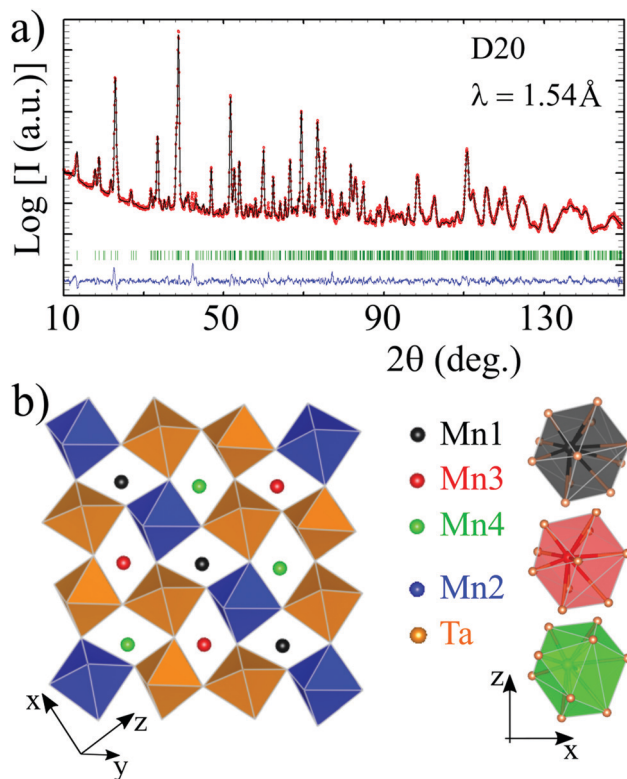 a)
D20
λ = 1.54Å
Log [I (a.u.)]
10 50 90 130
2θ (deg.)
b)
Mn1
Mn3
Mn4
Mn2
Ta
x
z
y
z
x